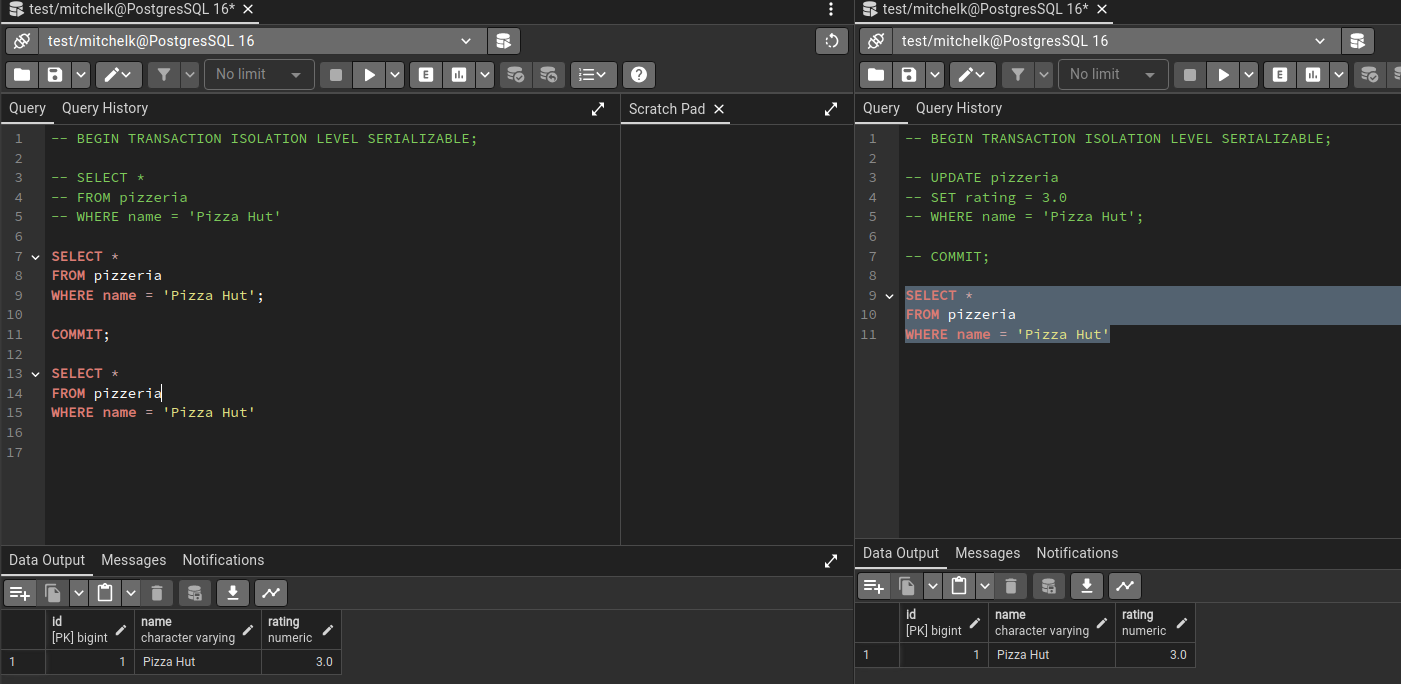 test/mitchelk@PostgresSQL 16*
test/mitchelk@PostgresSQL 16
No limit
E
Query
Query History
Scratch Pad
1 -- BEGIN TRANSACTION ISOLATION LEVEL SERIALIZABLE;
2
3 -- SELECT *
4 -- FROM pizzeria
5 -- WHERE name = 'Pizza Hut'
6
7 SELECT *
8 FROM pizzeria
9 WHERE name = 'Pizza Hut';
10
11 COMMIT;
12
13 SELECT *
14 FROM pizzeria
15 WHERE name = 'Pizza Hut'
16
17
Data Output Messages Notifications
id name rating
[PK] bigint character varying numeric
1 1 Pizza Hut 3.0
test/mitchelk@PostgresSQL 16*
test/mitchelk@PostgresSQL 16
No limit
E
Query
Query History
1 -- BEGIN TRANSACTION ISOLATION LEVEL SERIALIZABLE;
2
3 -- UPDATE pizzeria
4 -- SET rating = 3.0
5 -- WHERE name = 'Pizza Hut';
6
7 -- COMMIT;
8
9 SELECT *
10 FROM pizzeria
11 WHERE name = 'Pizza Hut'
Data Output Messages Notifications
id name rating
[PK] bigint character varying numeric
1 1 Pizza Hut 3.0